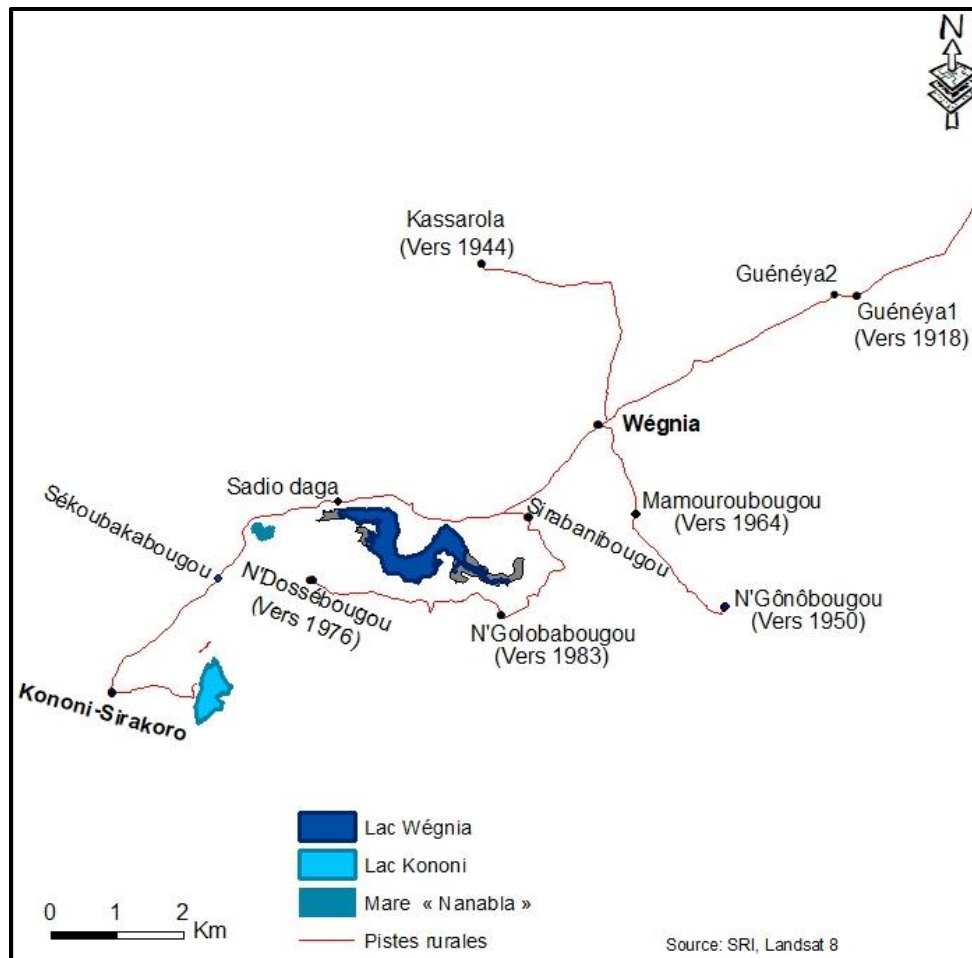 N
Kassarola
(Vers 1944)
Guénéya2
Guénéya1
(Vers 1918)
Wégnia
Sadio daga
Sékoubakabougou
Sirabanibougou
Mamouroubougou
(Vers 1964)
N'Dossébougou
(Vers 1976)
N'Golobabougou
(Vers 1983)
N'Gônôbougou
(Vers 1950)
Kononi-Sirakoro
Lac Wégnia
Lac Kononi
Mare « Nanabla »
Pistes rurales
0 1 2
Km
Source: SRI, Landsat 8